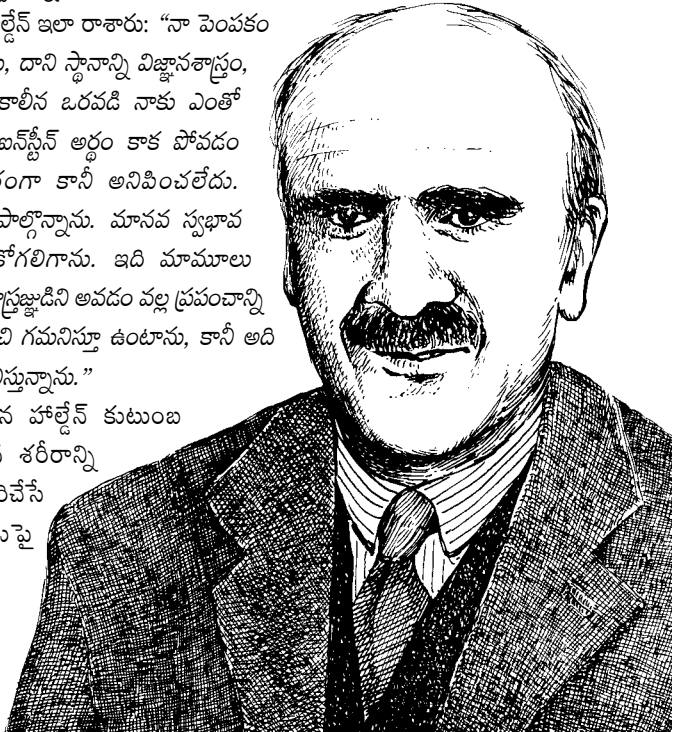 ల్డేన్ ఇలా రాశారు: “నా పెంపకం
, దాని స్థానాన్ని విజ్ఞానశాస్త్రం,
కాలీన ఒరవడి నాకు ఎంతో
ఐన్‌స్టీన్ అర్థం కాక పోవడం
రంగా కానీ అనిపించలేదు.
పాల్గొన్నాను. మానవ స్వభావ
కోగలిగాను. ఇది మామూలు
స్త్రజ్ఞుడిని అవడం వల్ల ప్రపంచాన్ని
చి గమనిస్తూ ఉంటాను, కానీ అది
స్తున్నాను.”
న హాల్డేన్ కుటుంబ
శరీరాన్ని
చేసే
పై